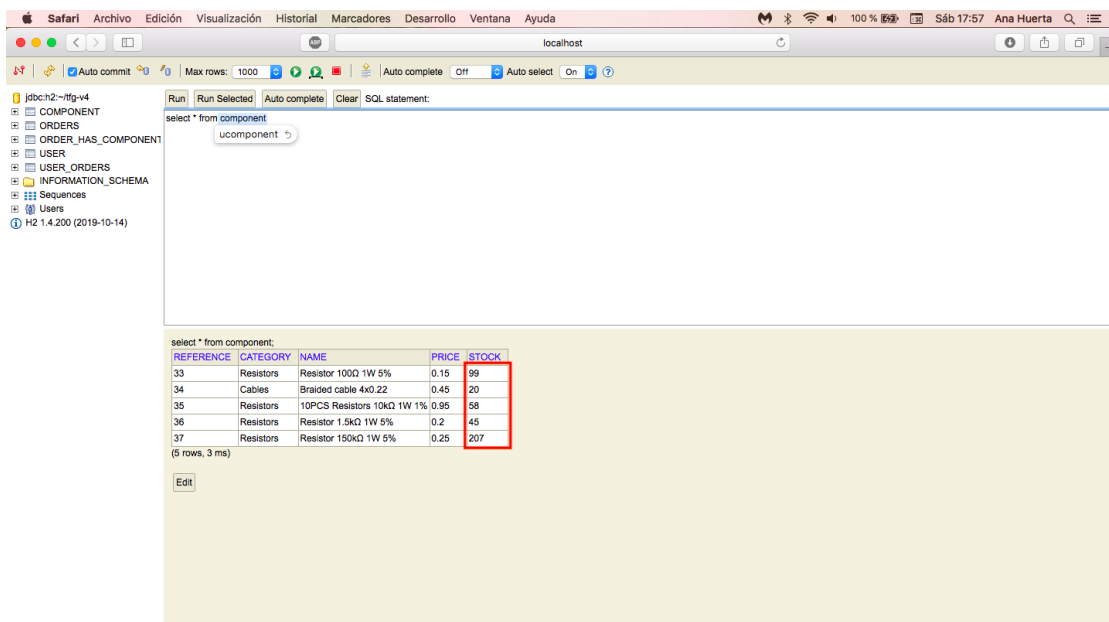 Safari Archivo Edición Visualización Historial Marcadores Desarrollo Ventana Ayuda 100 % Sáb 17:57 Ana Huerta
ABP localhost
Auto commit Max rows: 1000 Auto complete Off Auto select On ?
jdbc:h2:~/tfg-v4
COMPONENT
ORDERS
ORDER_HAS_COMPONENT
USER
USER_ORDERS
INFORMATION_SCHEMA
Sequences
Users
H2 1.4.200 (2019-10-14)
Run Run Selected Auto complete Clear SQL statement:
select * from component
ucomponent
select * from component;
REFERENCE CATEGORY NAME PRICE STOCK
33 Resistors Resistor 100Ω 1W 5% 0.15 99
34 Cables Braided cable 4x0.22 0.45 20
35 Resistors 10PCS Resistors 10kΩ 1W 1% 0.95 58
36 Resistors Resistor 1.5kΩ 1W 5% 0.2 45
37 Resistors Resistor 150kΩ 1W 5% 0.25 207
(5 rows, 3 ms)
Edit